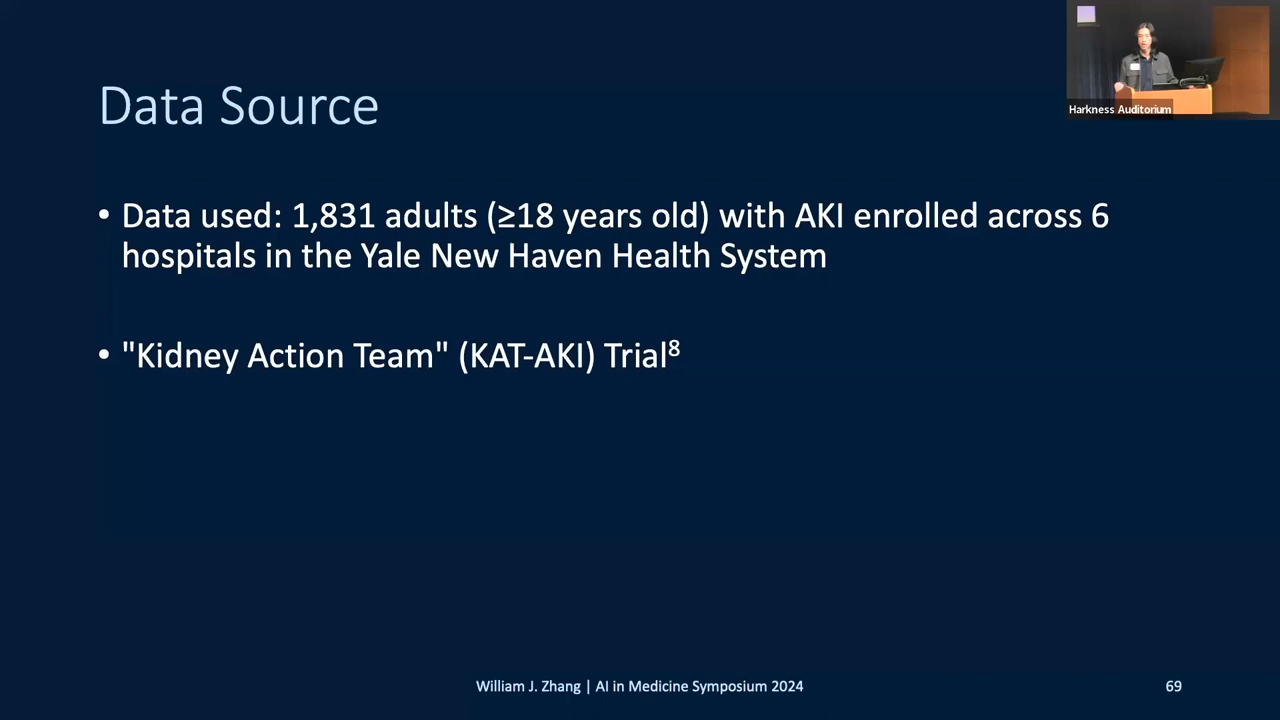 Harkness Auditorium
Data Source
• Data used: 1,831 adults (≥18 years old) with AKI enrolled across 6
hospitals in the Yale New Haven Health System
• "Kidney Action Team" (KAT-AKI) Trial⁸
William J. Zhang | AI in Medicine Symposium 2024
69